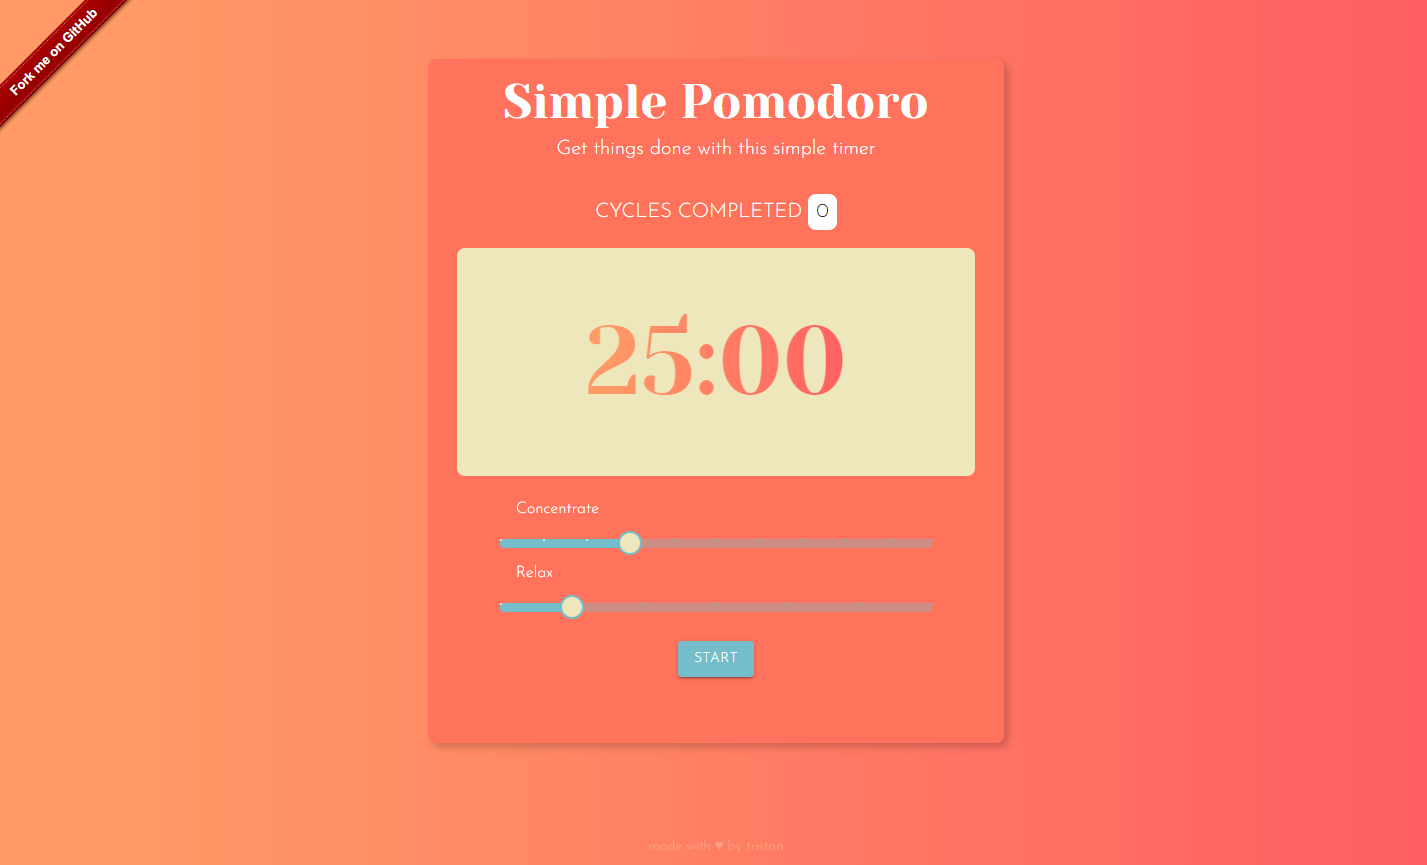 Fork me on GitHub
Simple Pomodoro
Get things done with this simple timer
CYCLES COMPLETED 0
25:00
Concentrate
Relax
START
made with ♥ by tristan